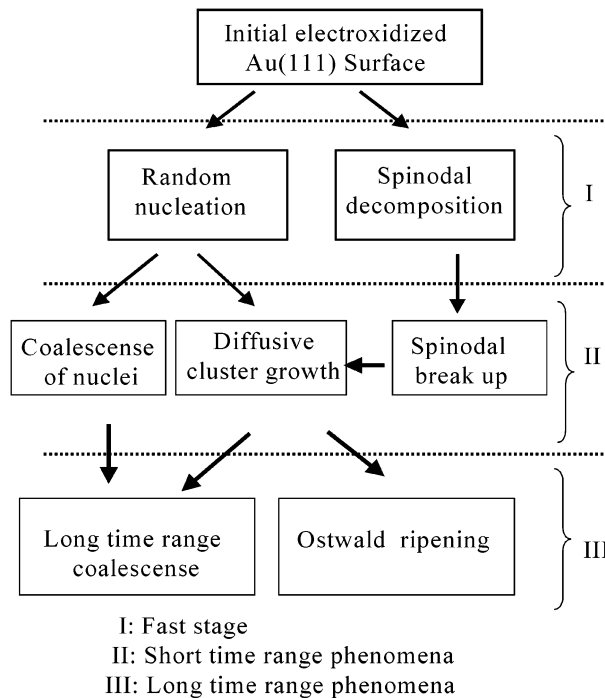 Initial electroxidized
Au(111) Surface
Random
nucleation
Spinodal
decomposition
I
Coalescense
of nuclei
Diffusive
cluster growth
Spinodal
break up
II
Long time range
coalescense
Ostwald ripening
III
I: Fast stage
II: Short time range phenomena
III: Long time range phenomena